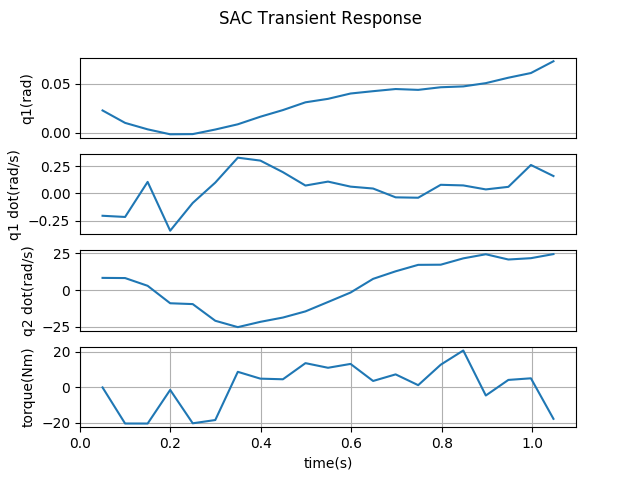 SAC Transient Response
q1(rad)
0.05
0.00
q1 dot(rad/s)
0.25
0.00
−0.25
q2 dot(rad/s)
25
0
−25
torque(Nm)
20
0
−20
0.0 0.2 0.4 0.6 0.8 1.0
time(s)